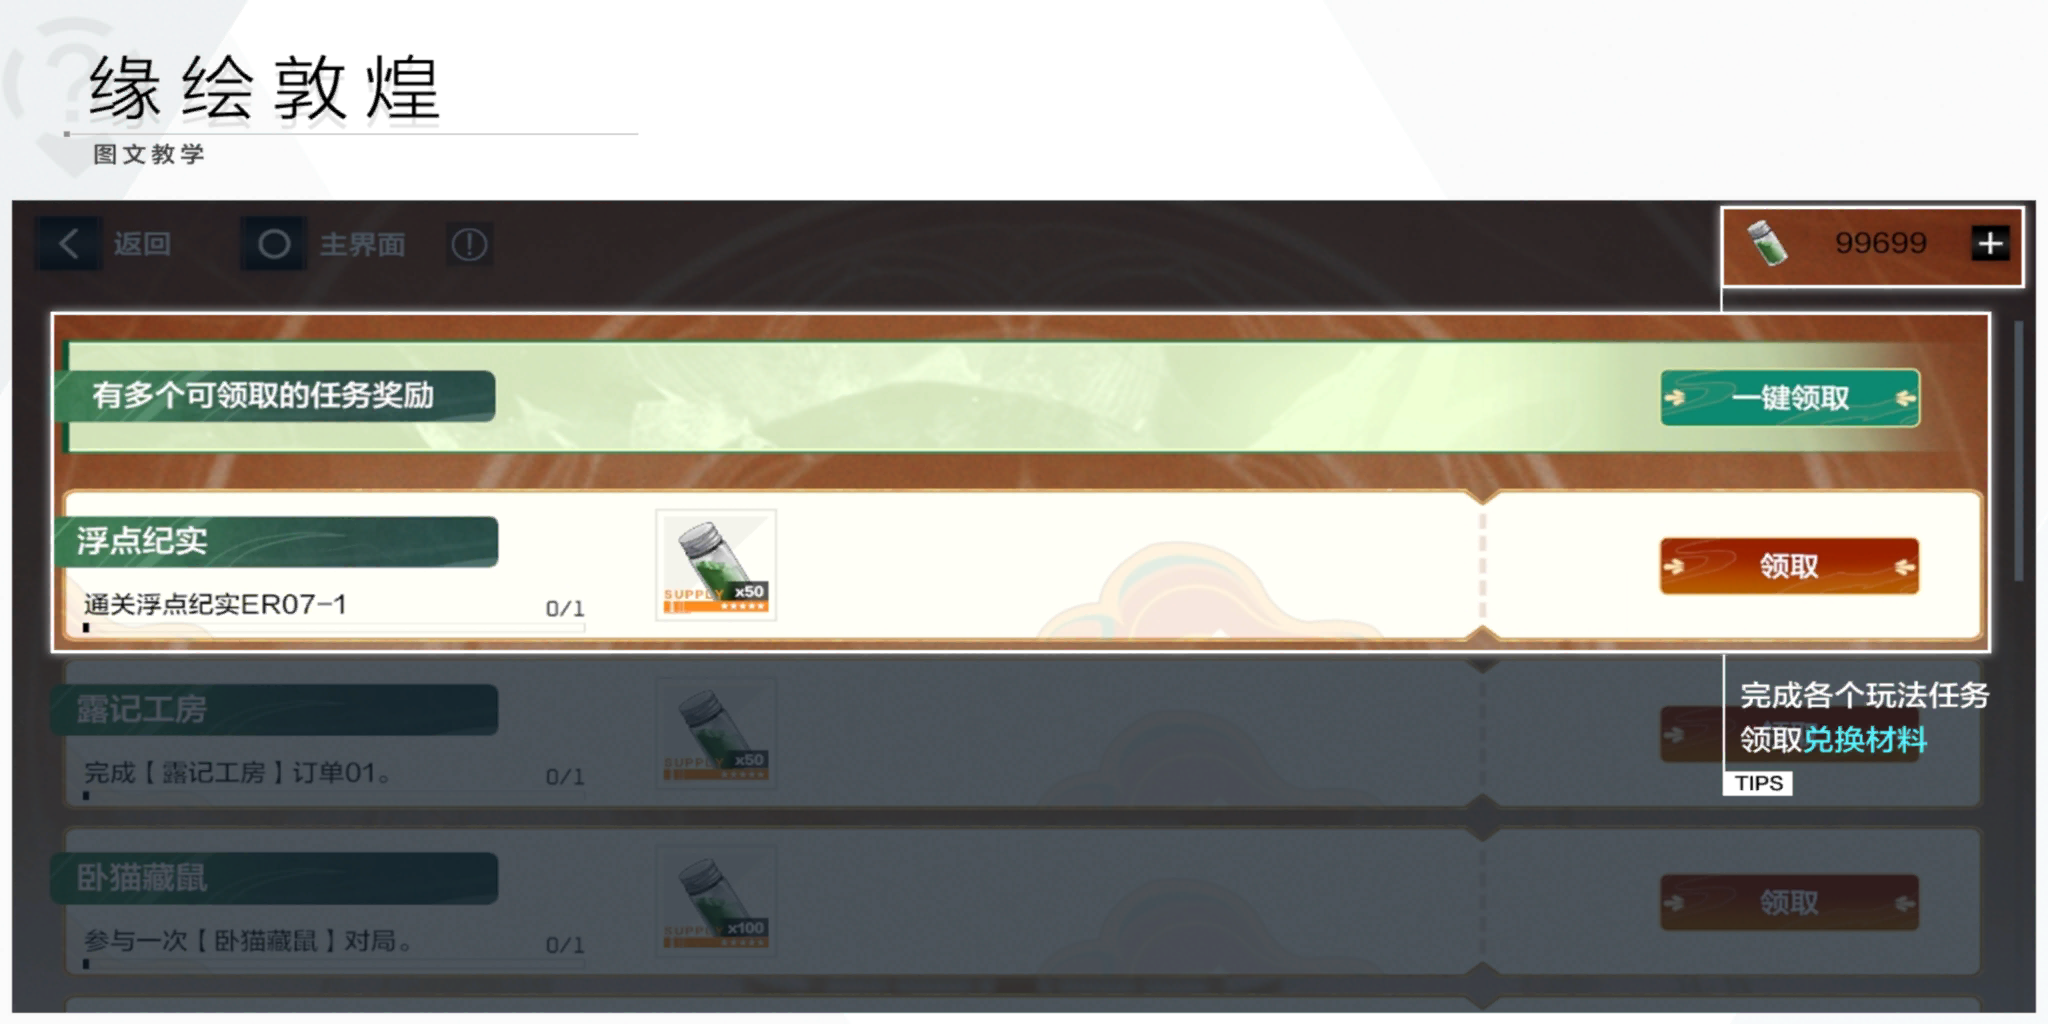 缘绘敦煌
图文教学
返回
主界面
99699
有多个可领取的任务奖励
一键领取
浮点纪实
通关浮点纪实ER07-1
0/1
SUPPLY
x50
领取
露记工房
完成【露记工房】订单01。
0/1
SUPPLY
x50
领取
完成各个玩法任务
领取兑换材料
TIPS
卧猫藏鼠
参与一次【卧猫藏鼠】对局。
0/1
SUPPLY
x100
领取